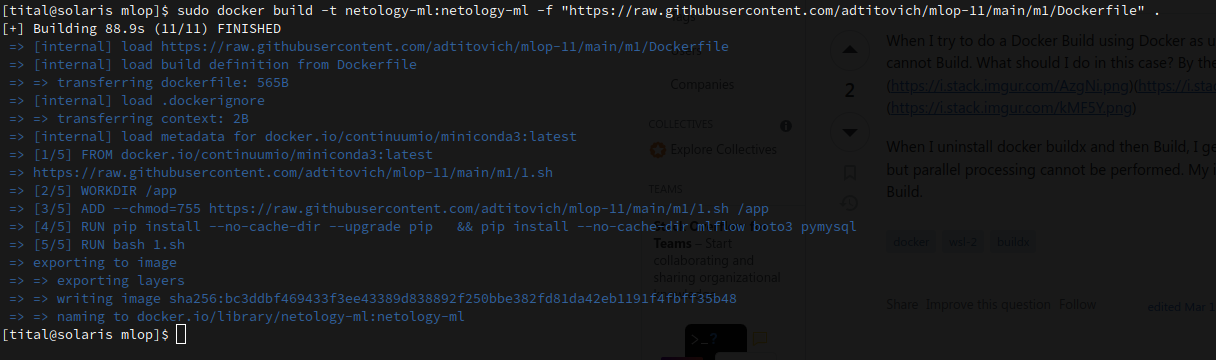 [tital@solaris mlop]$ sudo docker build -t netology-ml:netology-ml -f "https://raw.githubusercontent.com/adtitovich/mlop-11/main/m1/Dockerfile" .
[+] Building 88.9s (11/11) FINISHED
=> [internal] load https://raw.githubusercontent.com/adtitovich/mlop-11/main/m1/Dockerfile
=> [internal] load build definition from Dockerfile
=> => transferring dockerfile: 565B
=> [internal] load .dockerignore
=> => transferring context: 2B
=> [internal] load metadata for docker.io/continuumio/miniconda3:latest
=> [1/5] FROM docker.io/continuumio/miniconda3:latest
=> https://raw.githubusercontent.com/adtitovich/mlop-11/main/m1/1.sh
=> [2/5] WORKDIR /app
=> [3/5] ADD --chmod=755 https://raw.githubusercontent.com/adtitovich/mlop-11/main/m1/1.sh /app
=> [4/5] RUN pip install --no-cache-dir --upgrade pip   && pip install --no-cache-dir mlflow boto3 pymysql
=> [5/5] RUN bash 1.sh
=> exporting to image
=> => exporting layers
=> => writing image sha256:bc3ddbf469433f3ee43389d838892f250bbe382fd81da42eb1191f4fbff35b48
=> => naming to docker.io/library/netology-ml:netology-ml
[tital@solaris mlop]$
Companies
COLLECTIVES
Explore Collectives
TEAMS
Teams – Start
collaborating and
sharing organizational
2
When I try to do a Docker Build using Docker as u
cannot Build. What should I do in this case? By the
(https://i.stack.imgur.com/AzgNi.png)(https://i.st
(https://i.stack.imgur.com/kMF5Y.png)
When I uninstall docker buildx and then Build, I ge
but parallel processing cannot be performed. My i
Build.
docker
wsl-2
buildx
Share
Improve this question
Follow
edited Mar 1